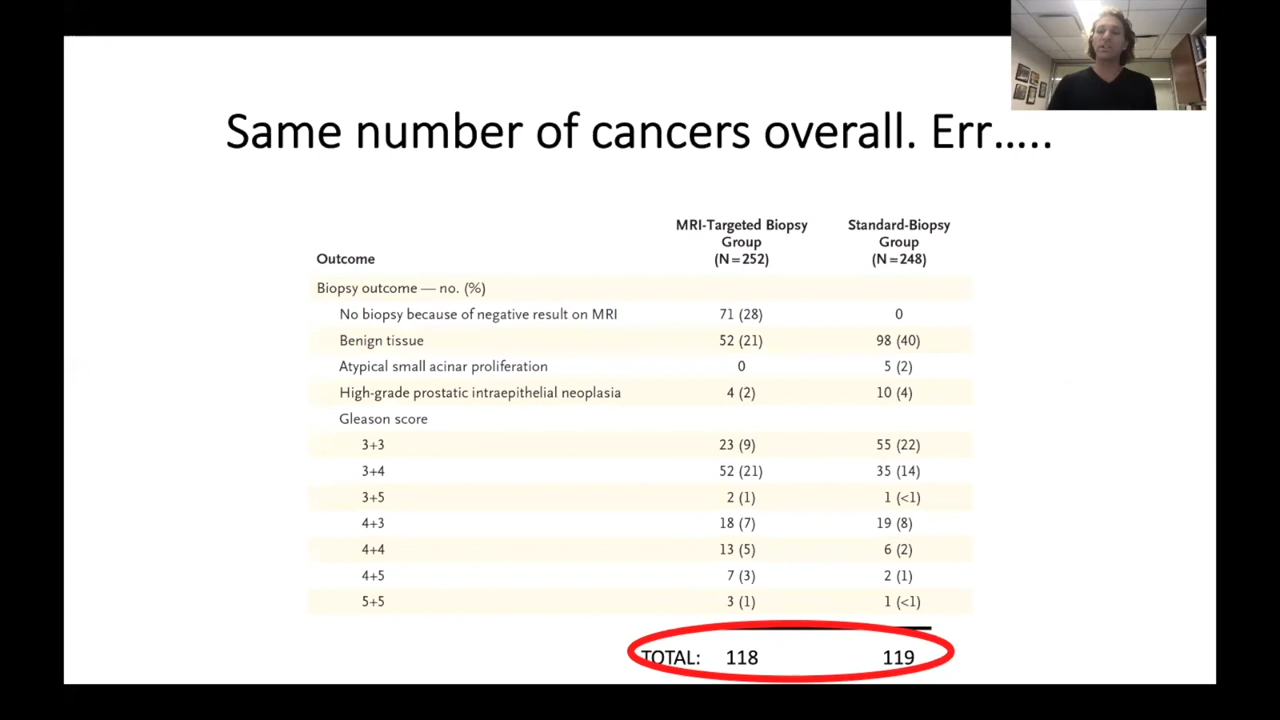 Same number of cancers overall. Err…..
MRI-Targeted Biopsy Group (N=252) Standard-Biopsy Group (N=248)
Outcome
Biopsy outcome — no. (%)
No biopsy because of negative result on MRI 71 (28) 0
Benign tissue 52 (21) 98 (40)
Atypical small acinar proliferation 0 5 (2)
High-grade prostatic intraepithelial neoplasia 4 (2) 10 (4)
Gleason score
3+3 23 (9) 55 (22)
3+4 52 (21) 35 (14)
3+5 2 (1) 1 (<1)
4+3 18 (7) 19 (8)
4+4 13 (5) 6 (2)
4+5 7 (3) 2 (1)
5+5 3 (1) 1 (<1)
TOTAL: 118 119